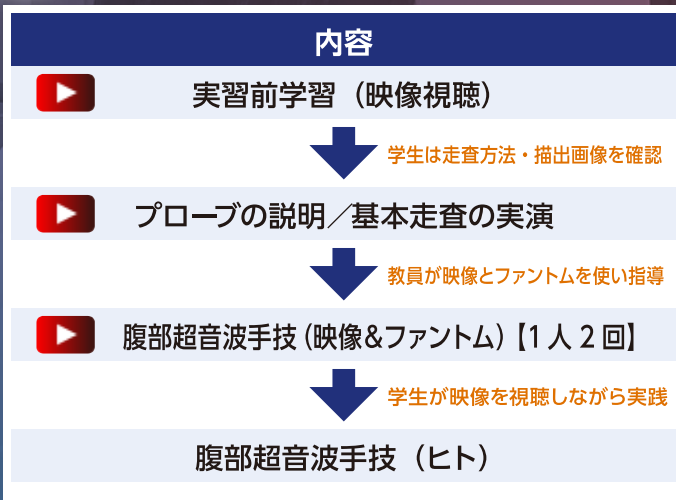 内容
実習前学習（映像視聴）
学生は走査方法・描出画像を確認
プローブの説明／基本走査の実演
教員が映像とファントムを使い指導
腹部超音波手技（映像&ファントム）【1人2回】
学生が映像を視聴しながら実践
腹部超音波手技（ヒト）